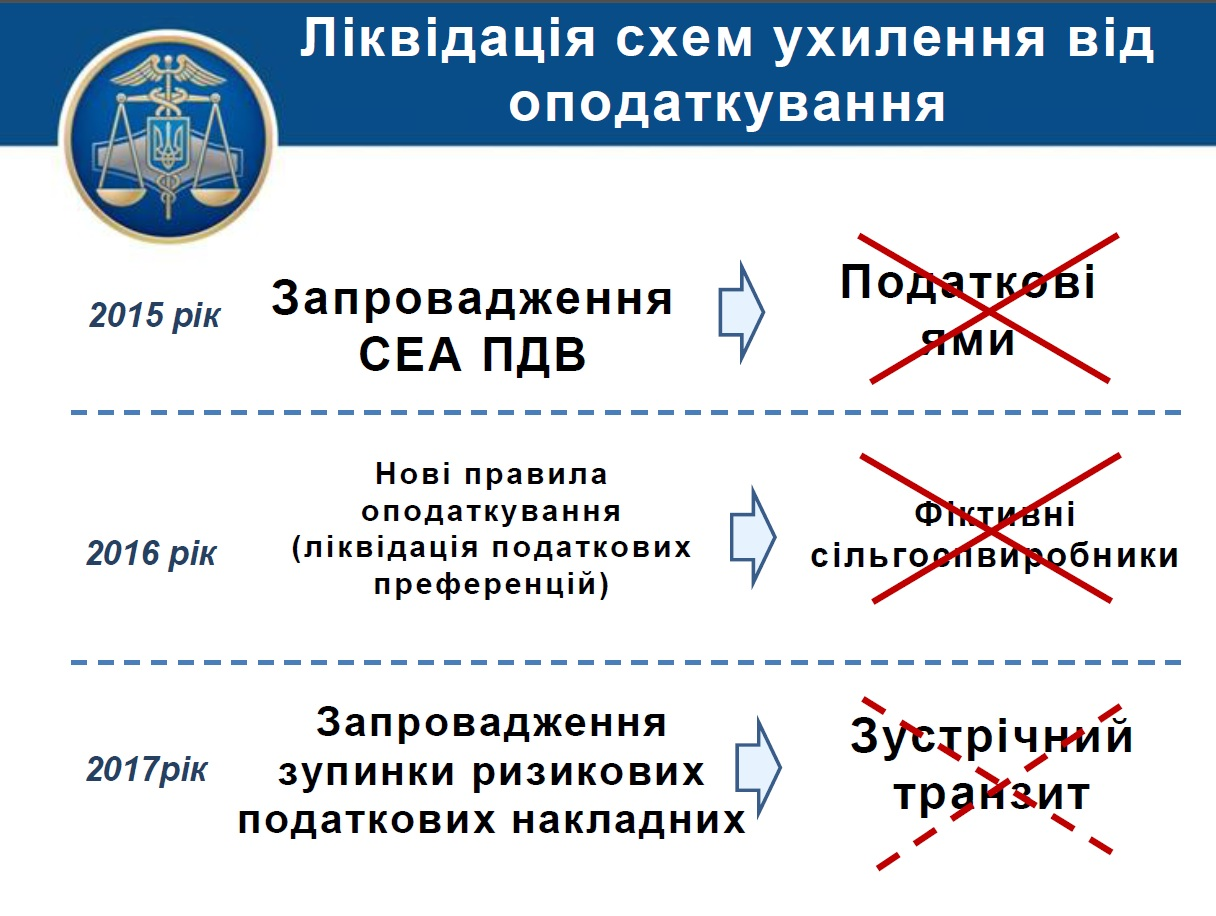 Ліквідація схем ухилення від
оподаткування
2015 рік
Запровадження
СЕА ПДВ
Податкові
ями
2016 рік
Нові правила
оподаткування
(ліквідація податкових
преференцій)
Фіктивні
сільгоспвиробники
2017рік
Запровадження
зупинки ризикових
податкових накладних
Зустрічний
транзит